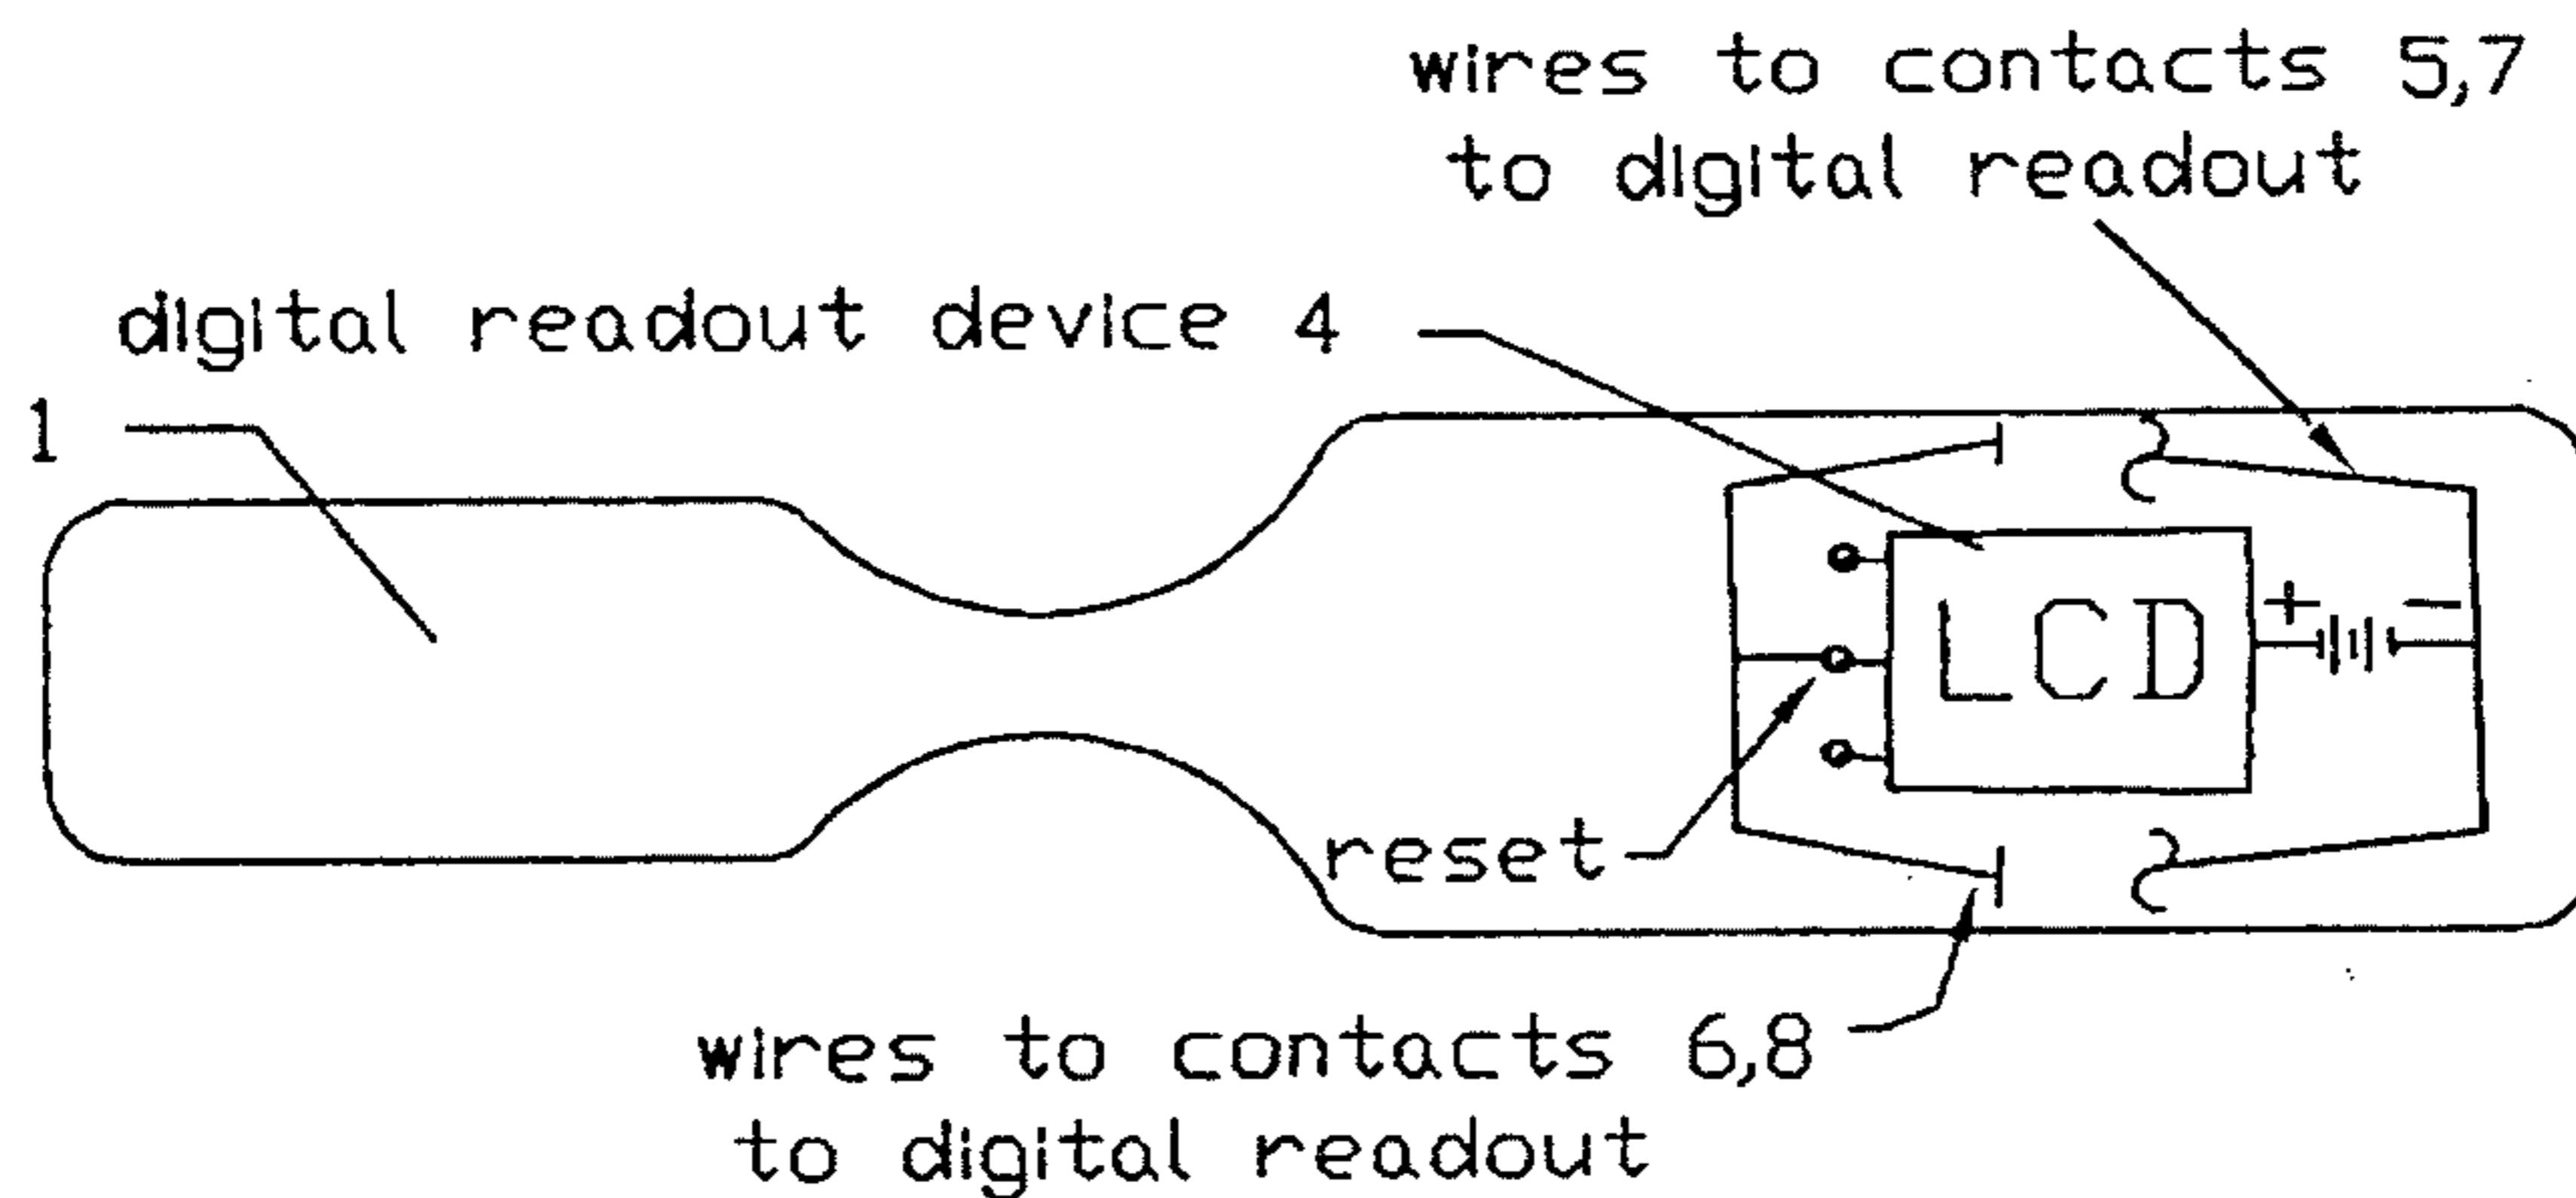 wires to contacts 5,7
to digital readout
digital readout device 4
1
LCD
+ −
reset
wires to contacts 6,8
to digital readout